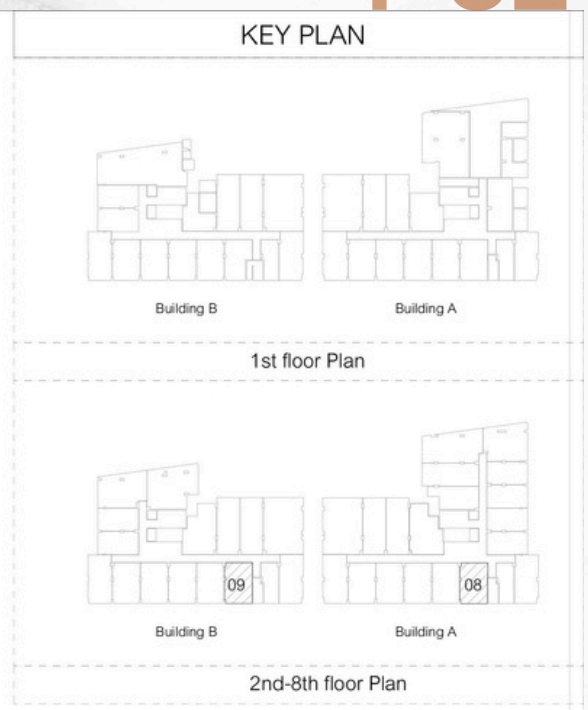 KEY PLAN
Building B
Building A
1st floor Plan
09
08
Building B
Building A
2nd-8th floor Plan